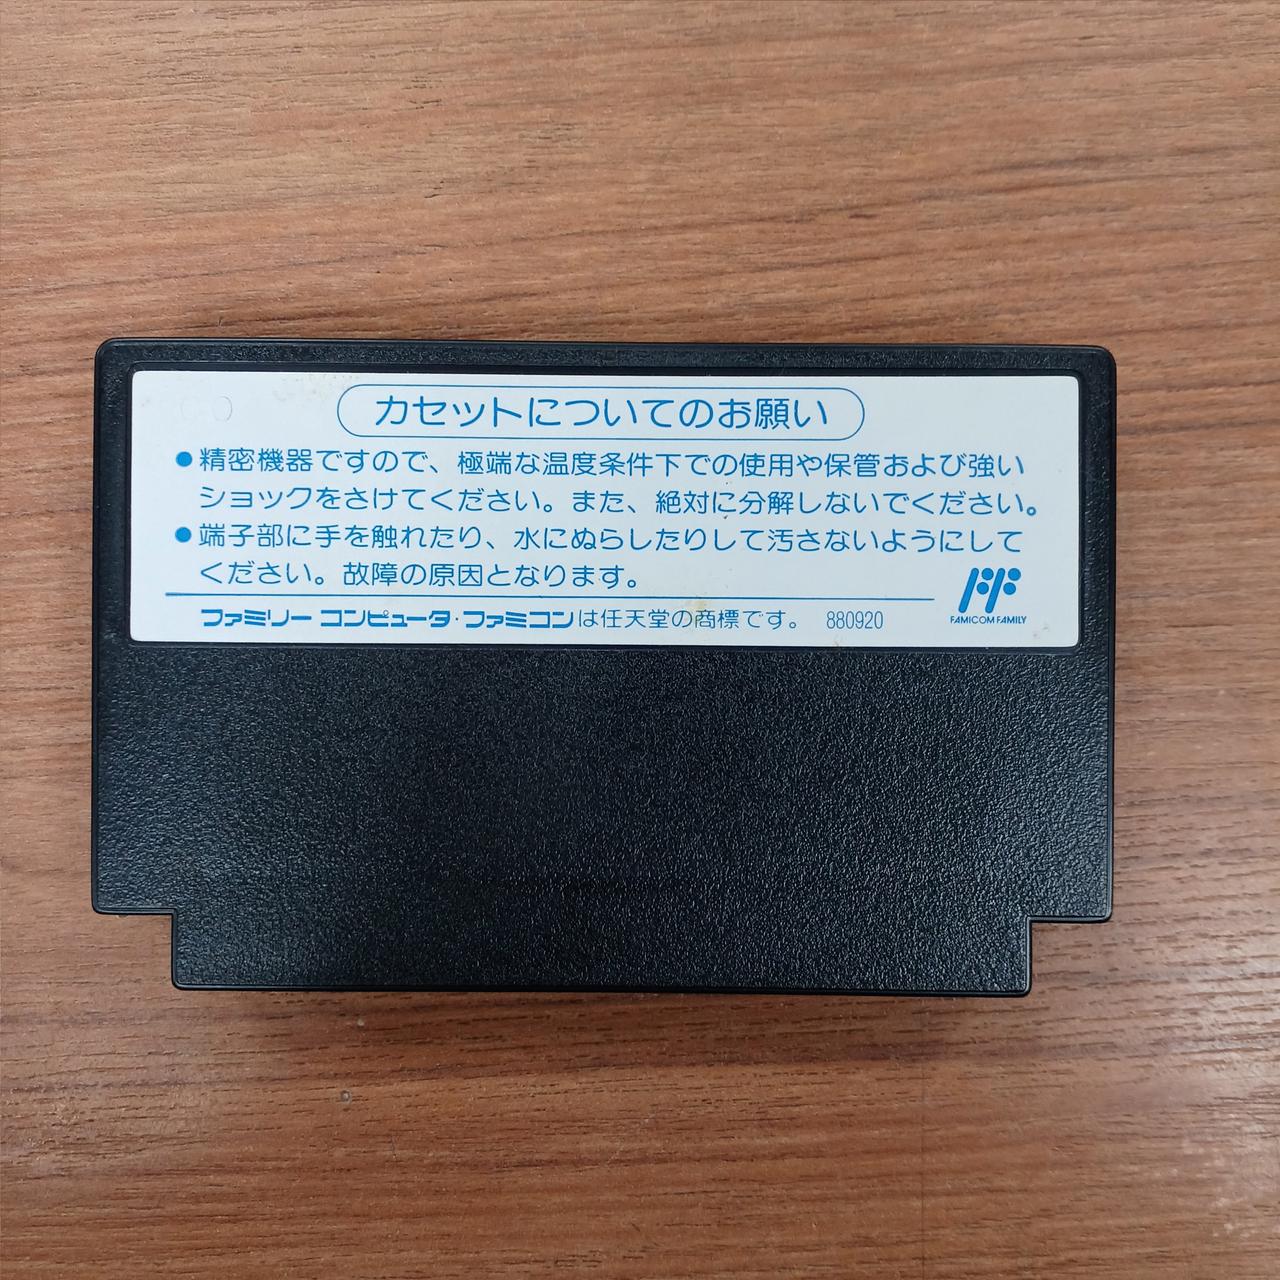 カセットについてのお願い
●精密機器ですので、極端な温度条件下での使用や保管および強い
ショックをさけてください。また、絶対に分解しないでください。
●端子部に手を触れたり、水にぬらしたりして汚さないようにして
ください。故障の原因となります。
ファミリー コンピュータ・ファミコンは任天堂の商標です。 880920
FAMICOM FAMILY